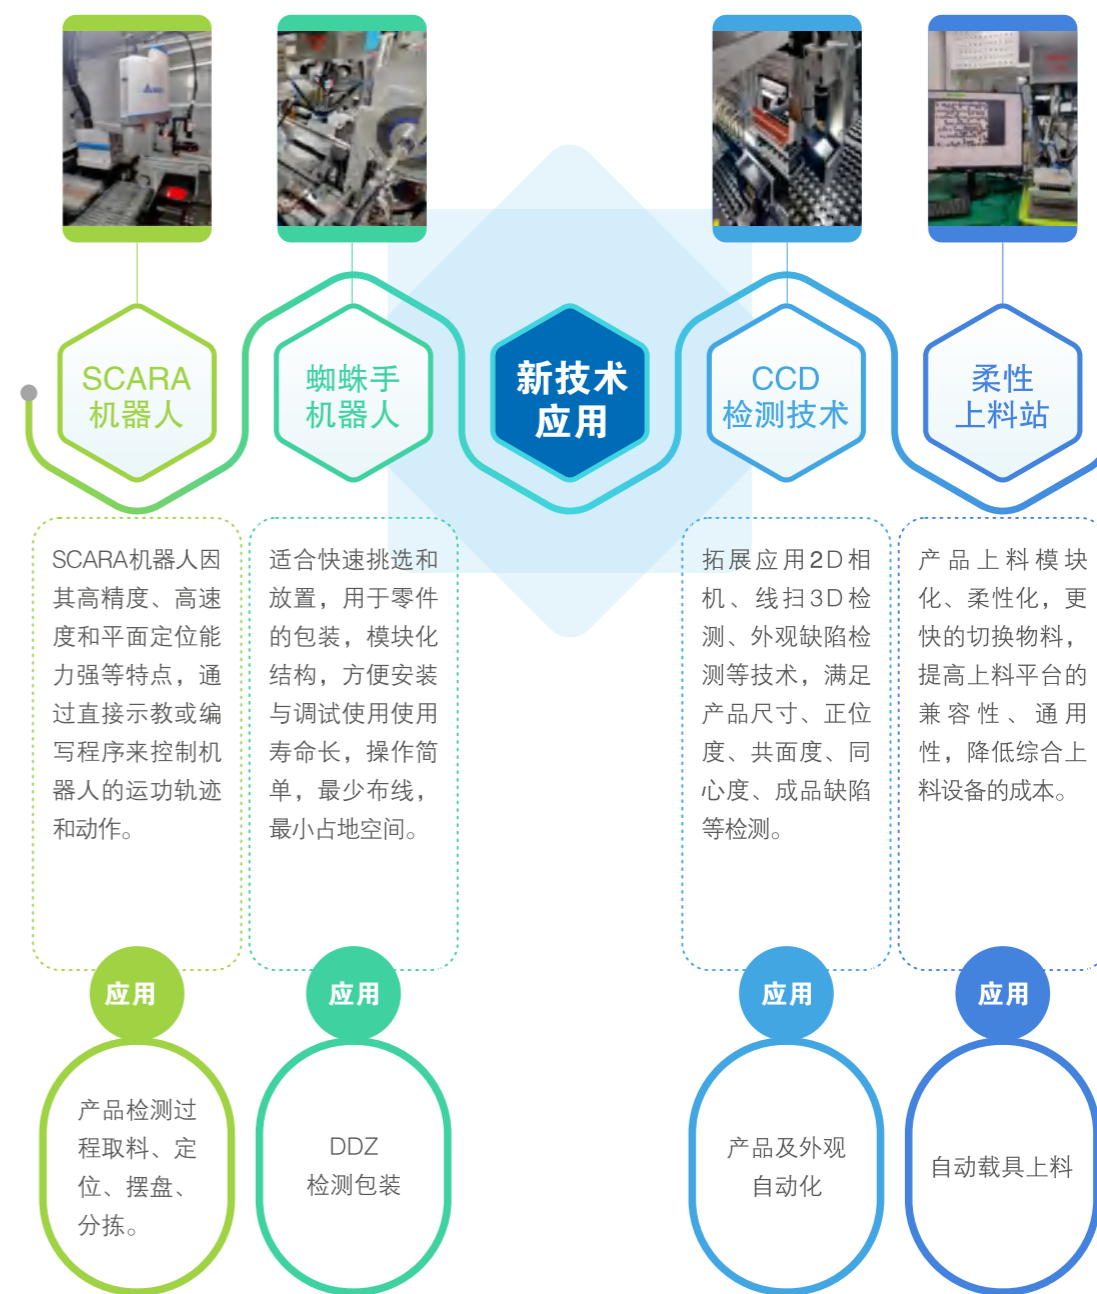 SCARA
机器人
蜘蛛手
机器人
新技术
应用
CCD
检测技术
柔性
上料站
SCARA机器人因
其高精度、高速
度和平面定位能
力强等特点，通
过直接示教或编
写程序来控制机
器人的运功轨迹
和动作。
适合快速挑选和
放置，用于零件
的包装，模块化
结构，方便安装
与调试使用使用
寿命长，操作简
单，最少布线，
最小占地空间。
拓展应用2D相
机、线扫3D检
测、外观缺陷检
测等技术，满足
产品尺寸、正位
度、共面度、同
心度、成品缺陷
等检测。
产品上料模块
化、柔性化，更
快的切换物料，
提高上料平台的
兼容性、通用
性，降低综合上
料设备的成本。
应用
应用
应用
应用
产品检测过
程取料、定
位、摆盘、
分拣。
DDZ
检测包装
产品及外观
自动化
自动载具上料